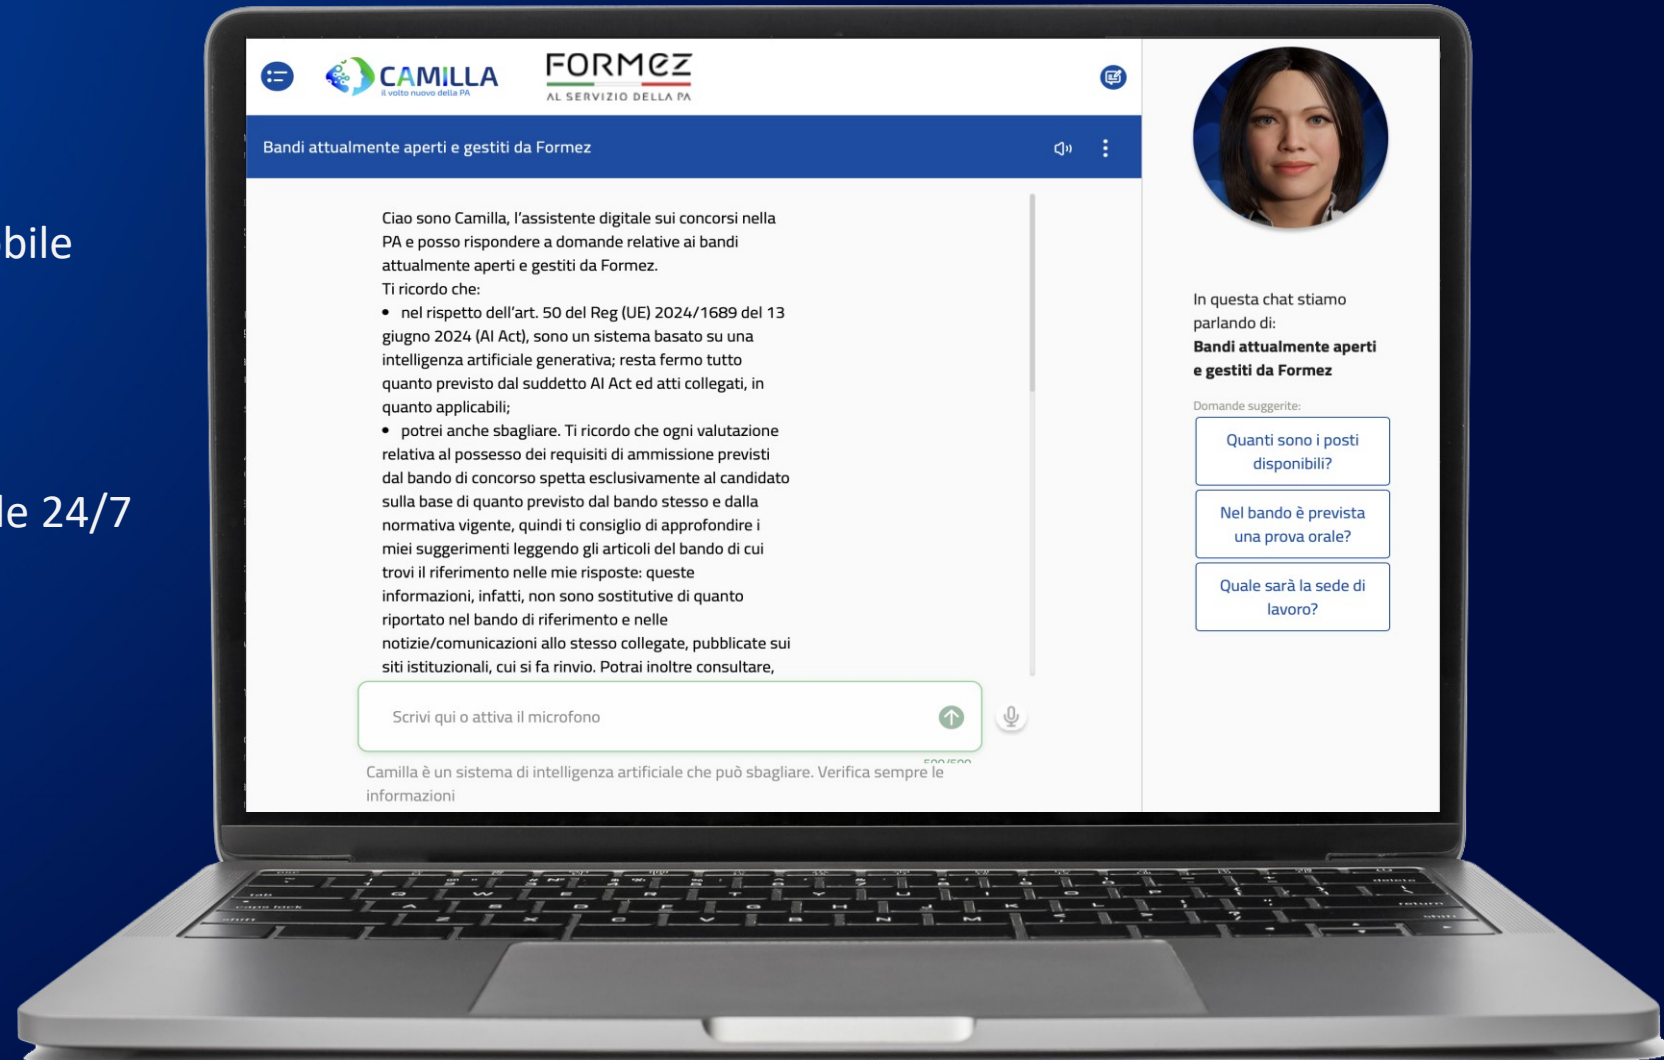 CAMILLA
il volto nuovo della PA
FORMEZ
AL SERVIZIO DELLA PA
Bandi attualmente aperti e gestiti da Formez
Ciao sono Camilla, l'assistente digitale sui concorsi nella
PA e posso rispondere a domande relative ai bandi
attualmente aperti e gestiti da Formez.
Ti ricordo che:
• nel rispetto dell'art. 50 del Reg (UE) 2024/1689 del 13
giugno 2024 (AI Act), sono un sistema basato su una
intelligenza artificiale generativa; resta fermo tutto
quanto previsto dal suddetto AI Act ed atti collegati, in
quanto applicabili;
• potrei anche sbagliare. Ti ricordo che ogni valutazione
relativa al possesso dei requisiti di ammissione previsti
dal bando di concorso spetta esclusivamente al candidato
sulla base di quanto previsto dal bando stesso e dalla
normativa vigente, quindi ti consiglio di approfondire i
miei suggerimenti leggendo gli articoli del bando di cui
trovi il riferimento nelle mie risposte: queste
informazioni, infatti, non sono sostitutive di quanto
riportato nel bando di riferimento e nelle
notizie/comunicazioni allo stesso collegate, pubblicate sui
siti istituzionali, cui si fa rinvio. Potrai inoltre consultare,
Scrivi qui o attiva il microfono
Camilla è un sistema di intelligenza artificiale che può sbagliare. Verifica sempre le
informazioni
In questa chat stiamo
parlando di:
Bandi attualmente aperti
e gestiti da Formez
Domande suggerite:
Quanti sono i posti
disponibili?
Nel bando è prevista
una prova orale?
Quale sarà la sede di
lavoro?
bile
le 24/7
tab
caps lock
shift
delete
return
shift